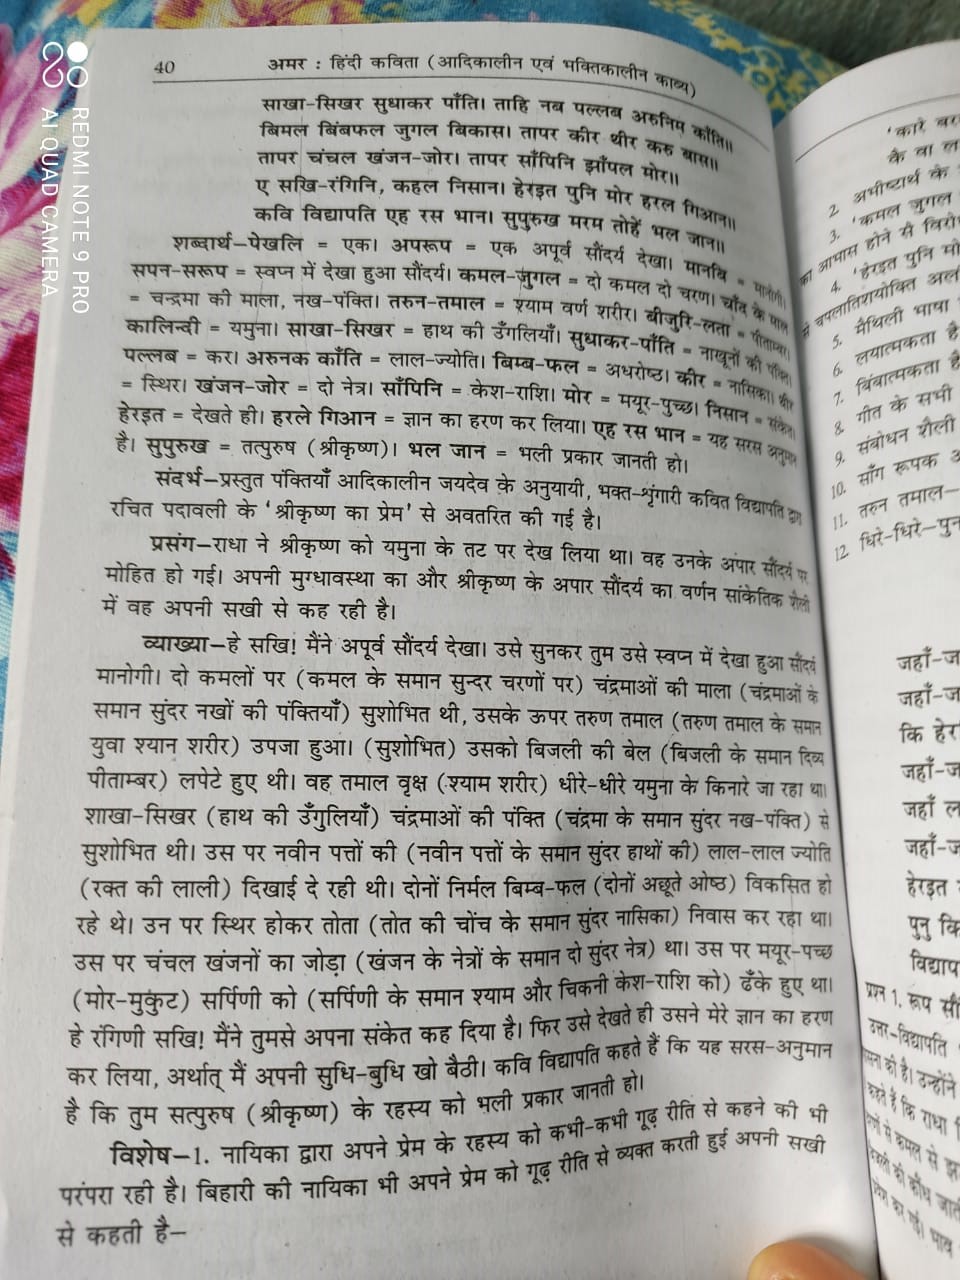 40
अमर : हिंदी कविता (आदिकालीन एवं भक्तिकालीन काव्य)
साखा-सिखर सुधाकर पाँति। ताहि नब पल्लब अरुनिम काँति॥
बिमल बिंबफल जुगल बिकास। तापर कीर थीर करु बास॥
तापर चंचल खंजन-जोर। तापर साँपिनि झाँपल मोर॥
ए सखि-रंगिनि, कहल निसान। हेरइत पुनि मोर हरल गिआन॥
कवि विद्यापति एह रस भान। सुपुरुख मरम तोहें भल जान॥
शब्दार्थ–पेखलि = एक। अपरूप = एक अपूर्व सौंदर्य देखा। मानबि = मानोगी।
सपन-सरूप = स्वप्न में देखा हुआ सौंदर्य। कमल-जुगल = दो कमल दो चरण। चाँद के माल
= चन्द्रमा की माला, नख-पंक्ति। तरुन-तमाल = श्याम वर्ण शरीर। बीजुरि-लता = पीताम्बर।
कालिन्दी = यमुना। साखा-सिखर = हाथ की उँगलियाँ। सुधाकर-पाँति = नाखूनों की पंक्ति।
पल्लब = कर। अरुनक काँति = लाल-ज्योति। बिम्ब-फल = अधरोष्ठ। कीर = नासिका। थीर
= स्थिर। खंजन-जोर = दो नेत्र। साँपिनि = केश-राशि। मोर = मयूर-पुच्छ। निसान = संकेत।
हेरइत = देखते ही। हरले गिआन = ज्ञान का हरण कर लिया। एह रस भान = यह सरस अनुमान
है। सुपुरुख = तत्पुरुष (श्रीकृष्ण)। भल जान = भली प्रकार जानती हो।
संदर्भ–प्रस्तुत पंक्तियाँ आदिकालीन जयदेव के अनुयायी, भक्त-शृंगारी कवित विद्यापति द्वारा
रचित पदावली के 'श्रीकृष्ण का प्रेम' से अवतरित की गई है।
प्रसंग–राधा ने श्रीकृष्ण को यमुना के तट पर देख लिया था। वह उनके अपार सौंदर्य पर
मोहित हो गई। अपनी मुग्धावस्था का और श्रीकृष्ण के अपार सौंदर्य का वर्णन सांकेतिक शैली
में वह अपनी सखी से कह रही है।
व्याख्या–हे सखि! मैंने अपूर्व सौंदर्य देखा। उसे सुनकर तुम उसे स्वप्न में देखा हुआ सौंदर्य
मानोगी। दो कमलों पर (कमल के समान सुन्दर चरणों पर) चंद्रमाओं की माला (चंद्रमाओं के
समान सुंदर नखों की पंक्तियाँ) सुशोभित थी, उसके ऊपर तरुण तमाल (तरुण तमाल के समान
युवा श्यान शरीर) उपजा हुआ। (सुशोभित) उसको बिजली की बेल (बिजली के समान दिव्य
पीताम्बर) लपेटे हुए थी। वह तमाल वृक्ष (श्याम शरीर) धीरे-धीरे यमुना के किनारे जा रहा था।
शाखा-सिखर (हाथ की उँगुलियाँ) चंद्रमाओं की पंक्ति (चंद्रमा के समान सुंदर नख-पंक्ति) से
सुशोभित थी। उस पर नवीन पत्तों की (नवीन पत्तों के समान सुंदर हाथों की) लाल-लाल ज्योति
(रक्त की लाली) दिखाई दे रही थी। दोनों निर्मल बिम्ब-फल (दोनों अछूते ओष्ठ) विकसित हो
रहे थे। उन पर स्थिर होकर तोता (तोत की चोंच के समान सुंदर नासिका) निवास कर रहा था।
उस पर चंचल खंजनों का जोड़ा (खंजन के नेत्रों के समान दो सुंदर नेत्र) था। उस पर मयूर-पच्छ
(मोर-मुकुट) सर्पिणी को (सर्पिणी के समान श्याम और चिकनी केश-राशि को) ढँके हुए था।
हे रंगिणी सखि! मैंने तुमसे अपना संकेत कह दिया है। फिर उसे देखते ही उसने मेरे ज्ञान का हरण
कर लिया, अर्थात् मैं अपनी सुधि-बुधि खो बैठी। कवि विद्यापति कहते हैं कि यह सरस-अनुमान
है कि तुम सत्पुरुष (श्रीकृष्ण) के रहस्य को भली प्रकार जानती हो।
विशेष–1. नायिका द्वारा अपने प्रेम के रहस्य को कभी-कभी गूढ़ रीति से कहने की भी
परंपरा रही है। बिहारी की नायिका भी अपने प्रेम को गूढ़ रीति से व्यक्त करती हुई अपनी सखी
से कहती है–
'कारे बर
कै वा ल
2. अभीष्टार्थ के
3. 'कमल जुगल
का आभास होने से विरो
4. 'हेरइत पुनि मो
में चपलातिशयोक्ति अल
5. मैथिली भाषा
6. लयात्मकता है
7. बिंबात्मकता है
8. गीत के सभी
9. संबोधन शैली
10. साँग रूपक अ
11. तरुन तमाल–
12 धिरे-धिरे–पुन
जहाँ-ज
जहाँ-ज
कि हेर
जहाँ-ज
जहाँ ल
जहाँ-ज
हेरइत
पुनु कि
विद्याप
प्रश्न 1. रूप सौं
उत्तर–विद्यापति
की है। उन्होंने
कहते हैं कि राधा
से कमल से झ
की कौंध जात
कर गई। भाव
REDMI NOTE 9 PRO
AI QUAD CAMERA